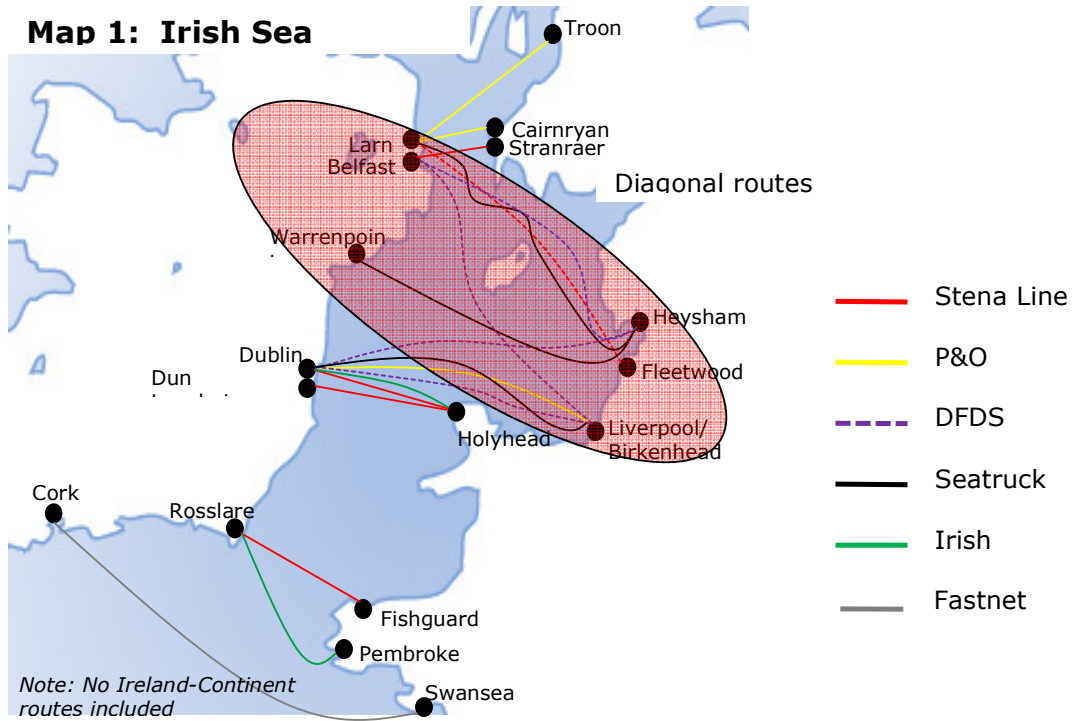 Map 1: Irish Sea
Troon
Cairnryan
Stranraer
Larn
Belfast
Diagonal routes
Warrenpoin
Heysham
Fleetwood
Dublin
Dun
Holyhead
Liverpool/
Birkenhead
Cork
Rosslare
Fishguard
Pembroke
Swansea
Note: No Ireland-Continent
routes included
Stena Line
P&O
DFDS
Seatruck
Irish
Fastnet